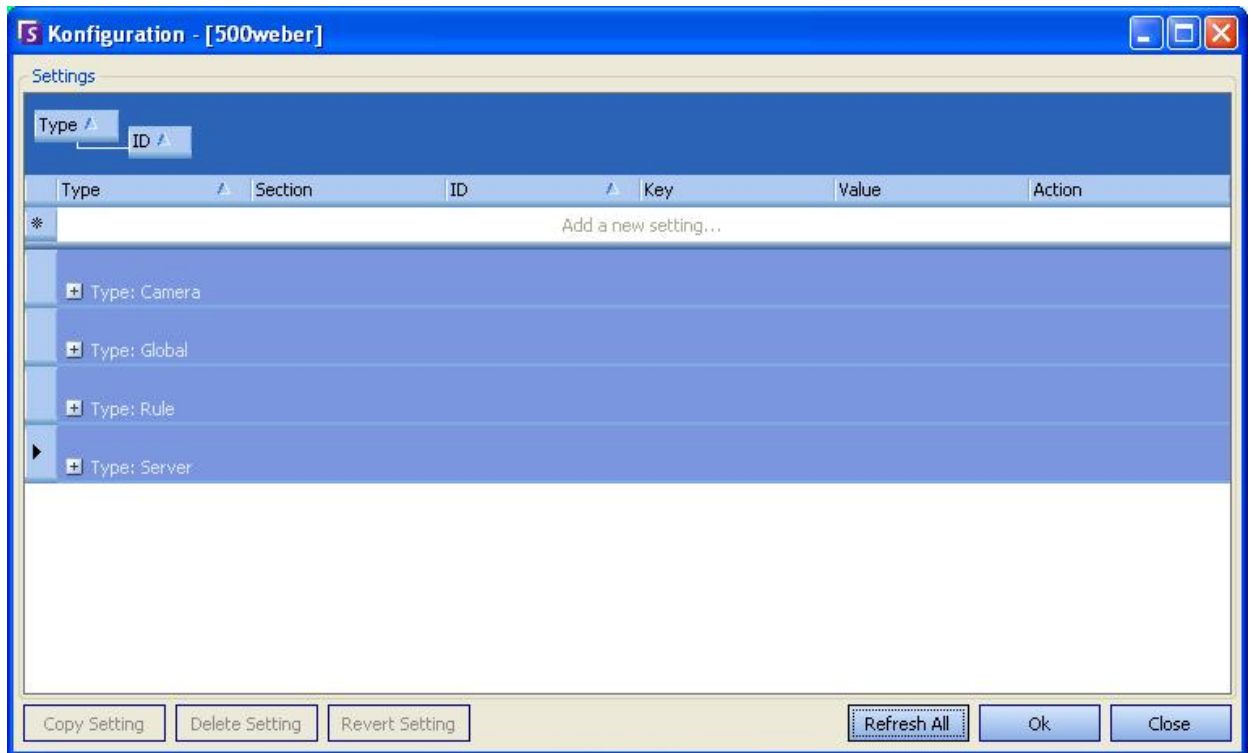 S Konfiguration - [500weber]
Settings
Type
ID
Type Section ID Key Value Action
Add a new setting...
Type: Camera
Type: Global
Type: Rule
Type: Server
Copy Setting Delete Setting Revert Setting Refresh All Ok Close